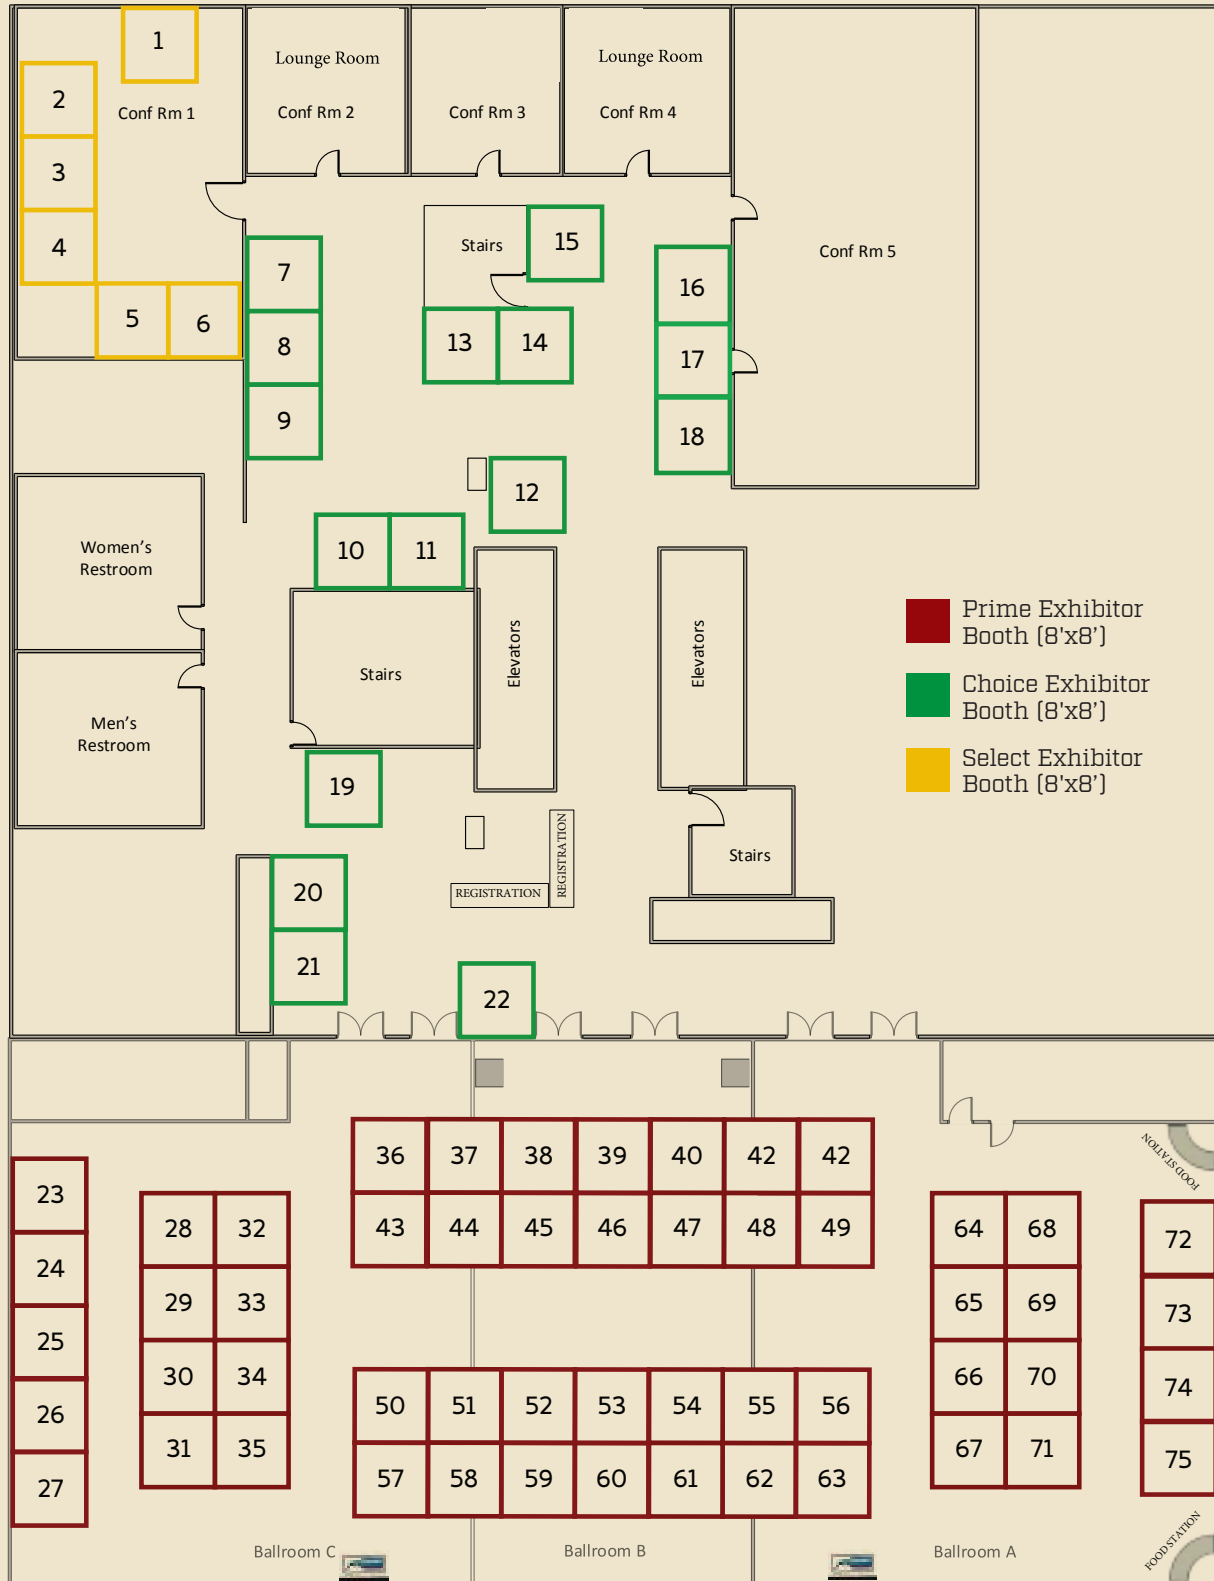 1
Lounge Room
Lounge Room
2
Conf Rm 1
Conf Rm 2
Conf Rm 3
Conf Rm 4
3
4
5
6
7
8
9
Stairs
15
13
14
16
17
18
Conf Rm 5
12
10
11
Women's
Restroom
Men's
Restroom
Stairs
Elevators
Elevators
Prime Exhibitor
Booth (8'x8')
Choice Exhibitor
Booth (8'x8')
Select Exhibitor
Booth (8'x8')
19
REGISTRATION
REGISTRATION
Stairs
20
21
22
36 37 38 39 40 42 42
43 44 45 46 47 48 49
23
24
25
26
27
28 32
29 33
30 34
31 35
50 51 52 53 54 55 56
57 58 59 60 61 62 63
64 68
65 69
66 70
67 71
FOOD STATION
72
73
74
75
FOOD STATION
Ballroom C
Ballroom B
Ballroom A